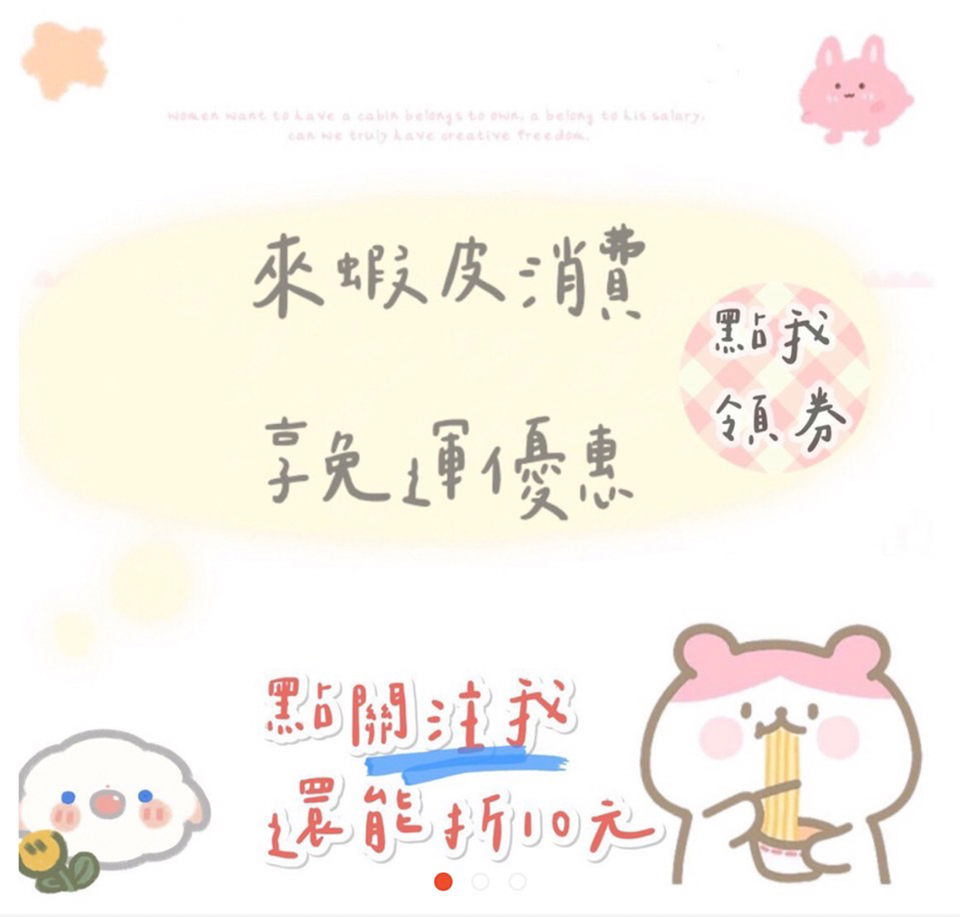 women want to have a cabin belongs to own, a belong to his salary,
can we truly have creative freedom.
來蝦皮消費
享免運優惠
點我
領券
點關注我
還能折10元